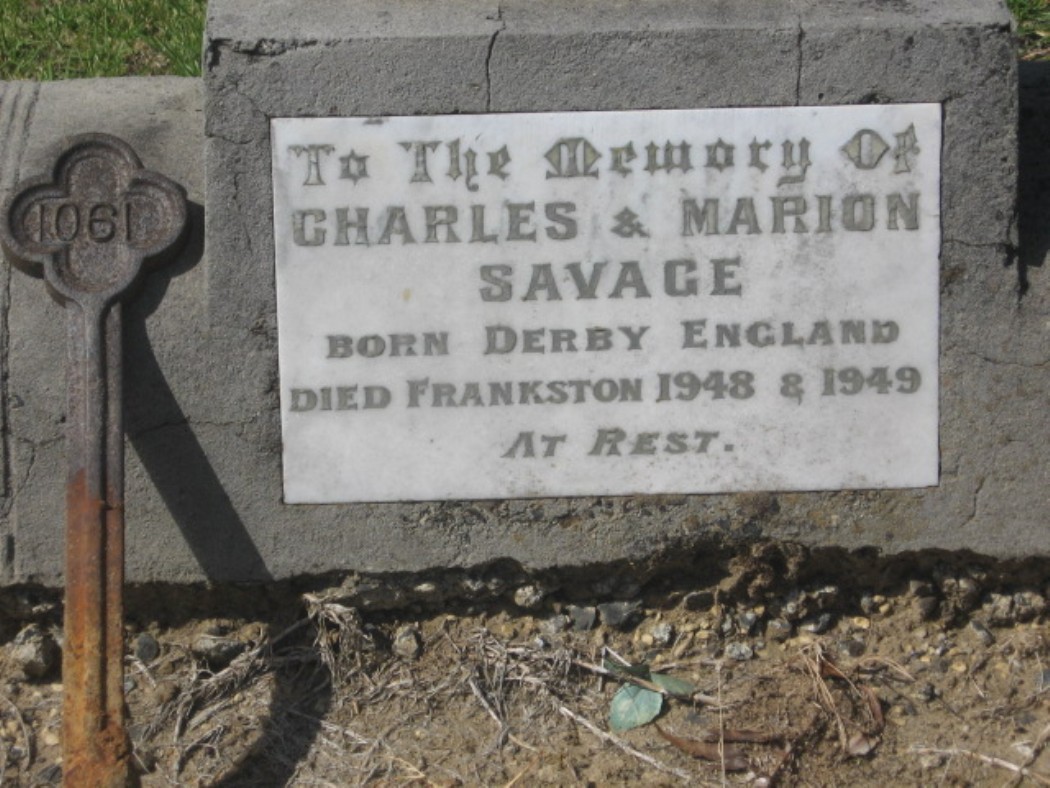 1061
To The Memory Of
CHARLES & MARION
SAVAGE
BORN DERBY ENGLAND
DIED FRANKSTON 1948 & 1949
AT REST.